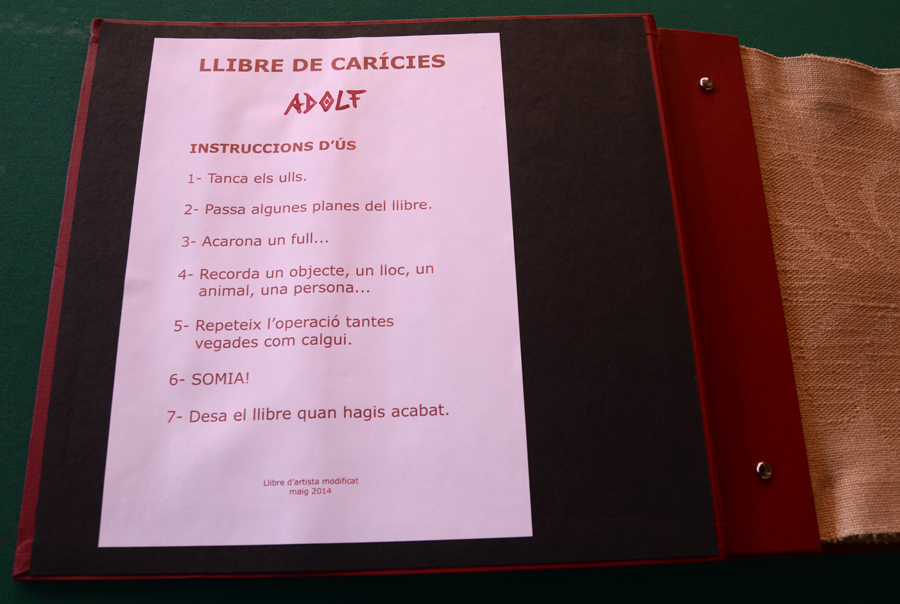 LLIBRE DE CARÍCIES
ADOLF
INSTRUCCIONS D’ÚS
1- Tanca els ulls.
2- Passa algunes planes del llibre.
3- Acarona un full...
4- Recorda un objecte, un lloc, un
animal, una persona...
5- Repeteix l’operació tantes
vegades com calgui.
6- SOMIA!
7- Desa el llibre quan hagis acabat.
Llibre d’artista modificat
maig 2014